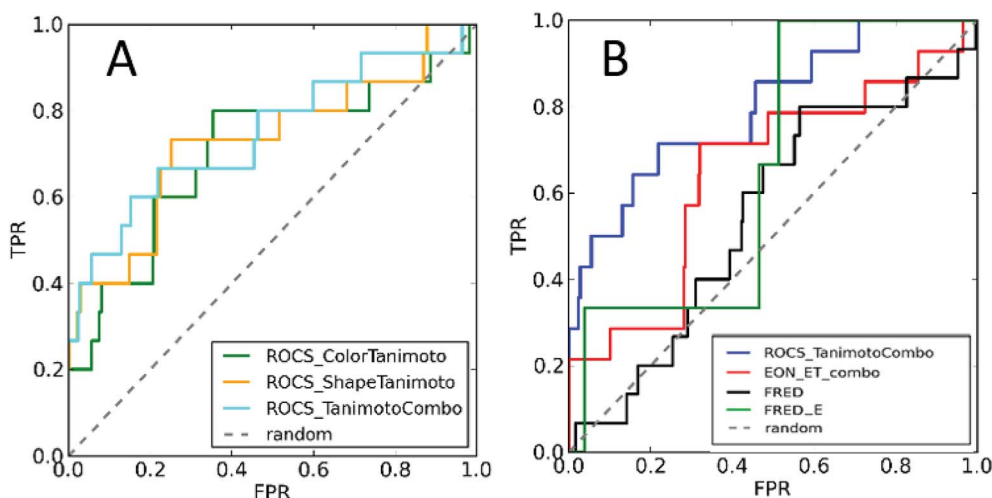 A
TPR
1.0
0.8
0.6
0.4
0.2
0.0
0.0 0.2 0.4 0.6 0.8 1.0
FPR
ROCS_ColorTanimoto
ROCS_ShapeTanimoto
ROCS_TanimotoCombo
random
B
TPR
1.0
0.8
0.6
0.4
0.2
0.0
0.0 0.2 0.4 0.6 0.8 1.0
FPR
ROCS_TanimotoCombo
EON_ET_combo
FRED
FRED_E
random